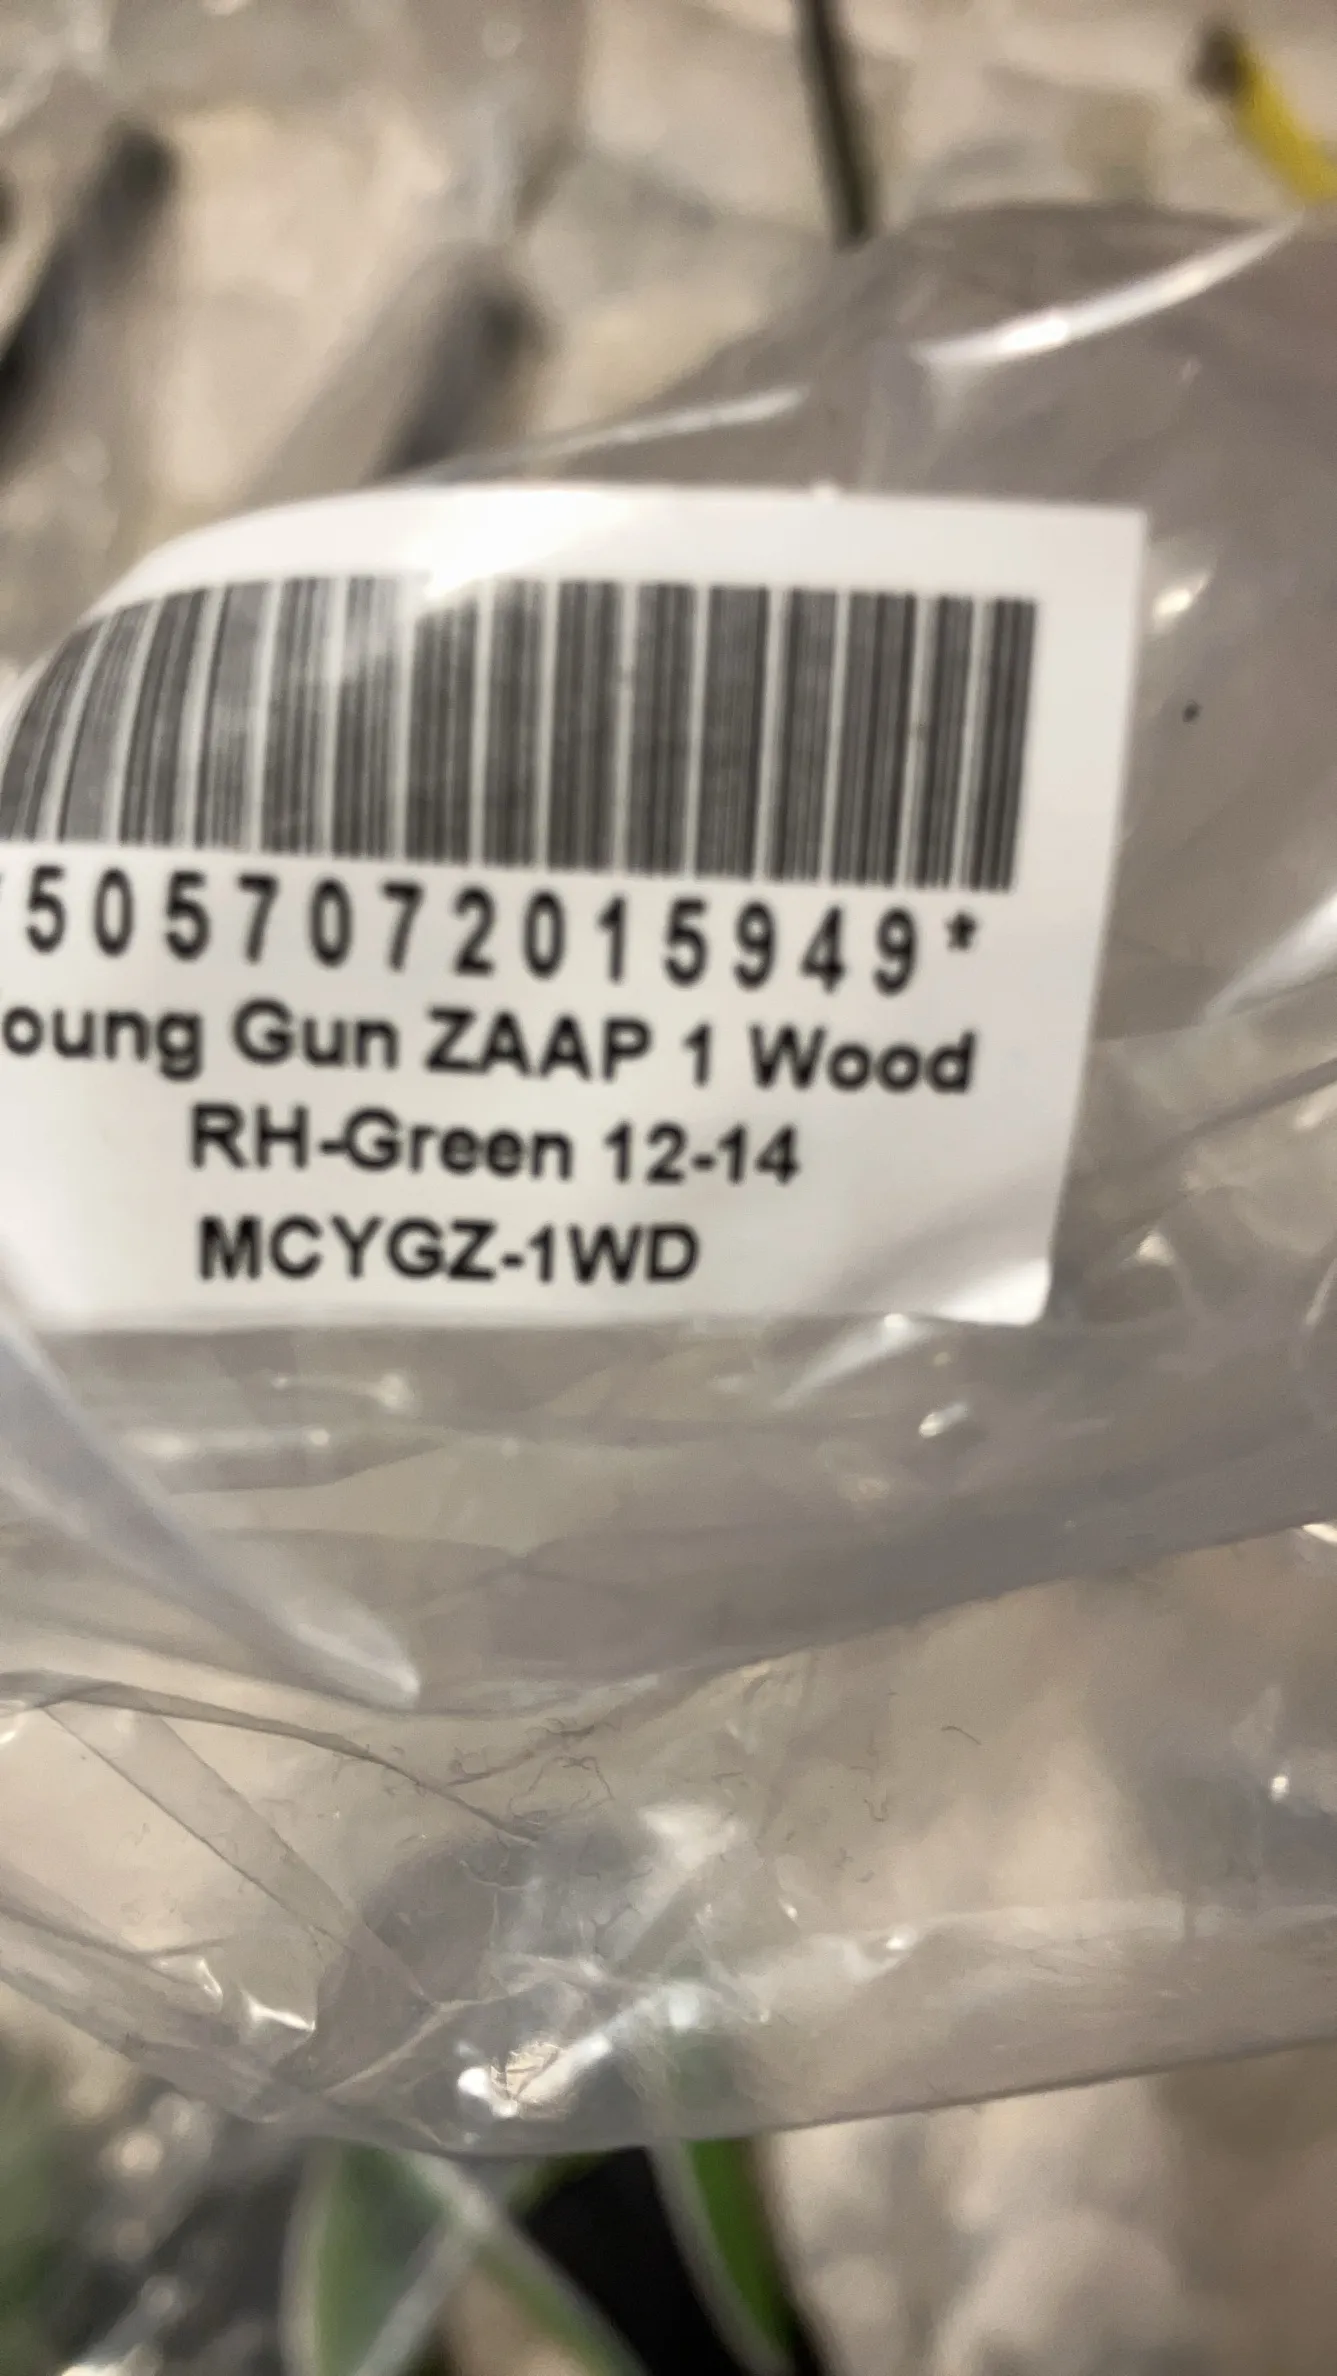 *5057072015949*
oung Gun ZAAP 1 Wood
RH-Green 12-14
MCYGZ-1WD